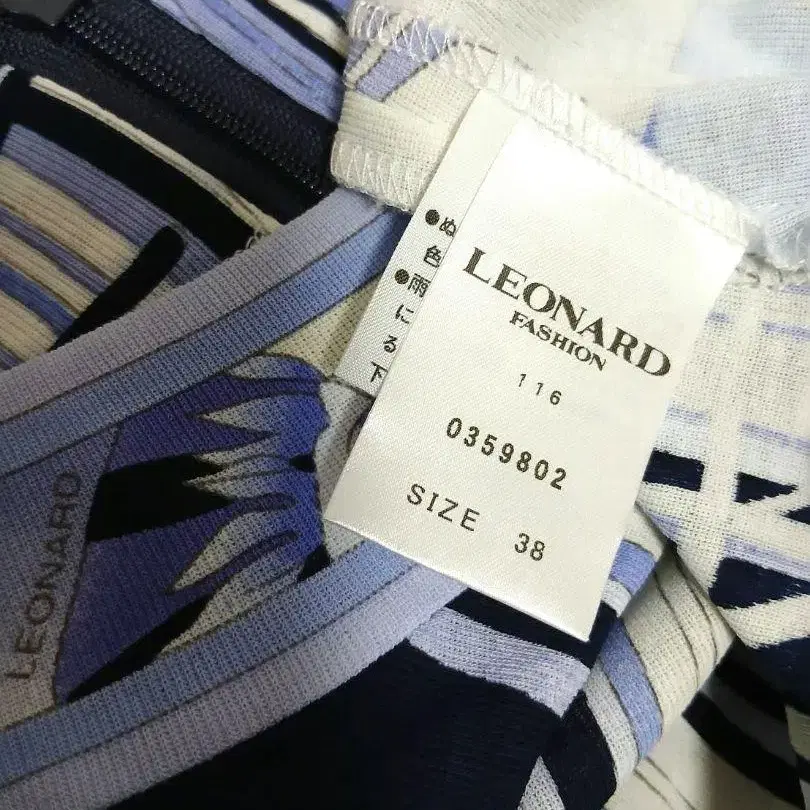 LEONARD
FASHION
116
0359802
SIZE 38
●ぬ
色
●雨
に
る
下
LEONARD